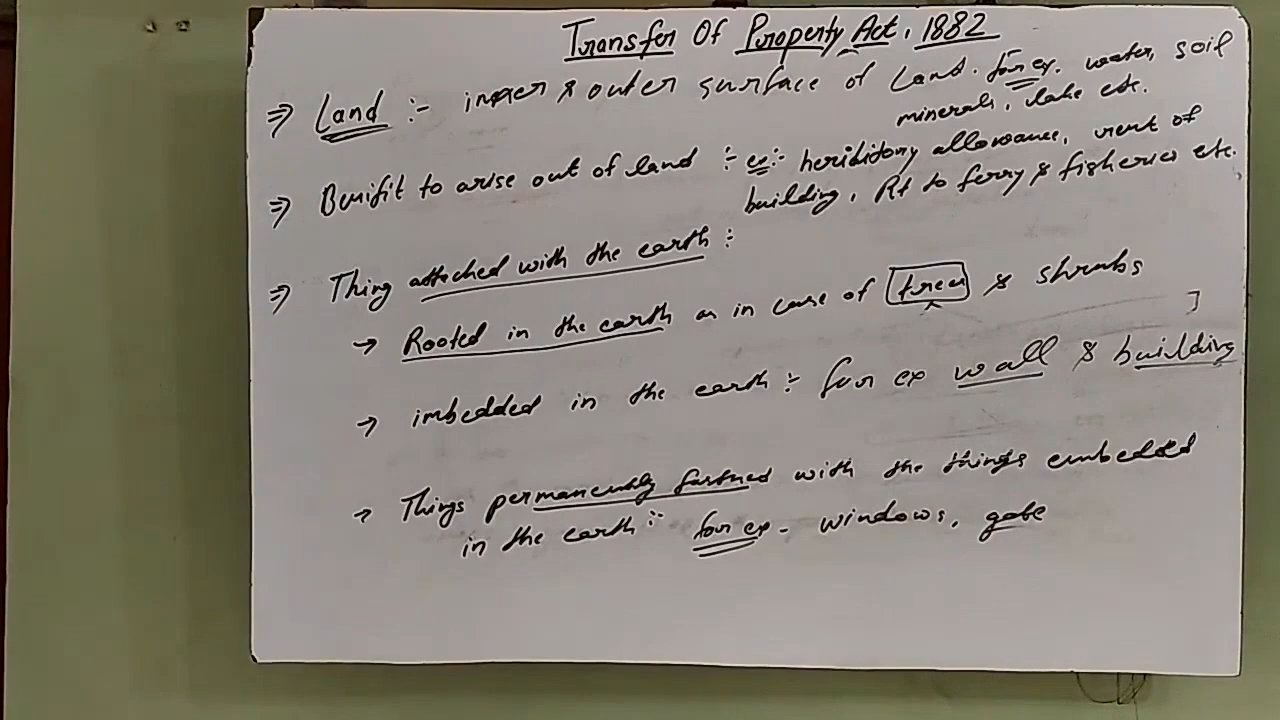 Transfer Of Property Act, 1882
⇒ Land :- inner & outer surface of Land. for ex. water, soil
minerals, lake etc.
⇒ Benifit to arise out of land :- ex:- heriditory allowance, rent of
building, Rt to ferry & fisheries etc.
⇒ Thing attached with the earth :-
→ Rooted in the earth as in case of trees & shrubs
→ imbedded in the earth :- for ex wall & building
→ Things permanently fastned with the things embedded
in the earth :- for ex - windows, gate